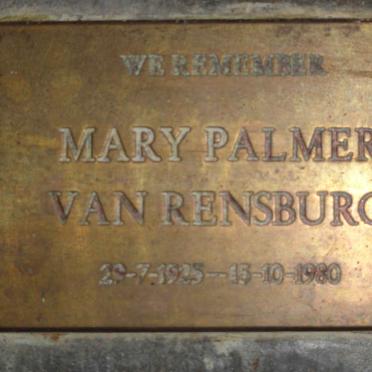 WE REMEMBER
MARY PALMER
VAN RENSBURG
29-7-1925--15-10-1980